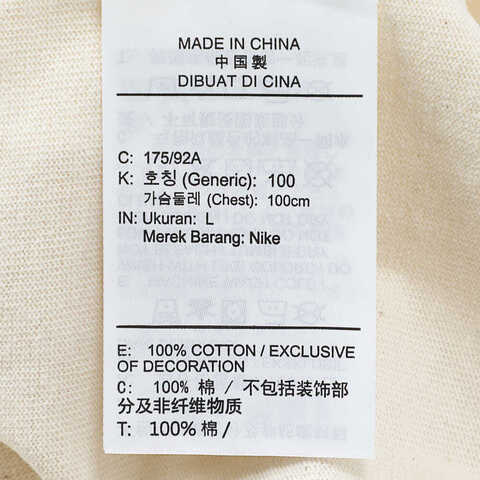 MADE IN CHINA
中国製
DIBUAT DI CINA
C: 175/92A
K: 호칭 (Generic): 100
가슴둘레 (Chest): 100cm
IN: Ukuran: L
Merek Barang: Nike
E: 100% COTTON / EXCLUSIVE
OF DECORATION
C: 100% 棉 / 不包括装饰部
分及非纤维物质
T: 100% 棉 /